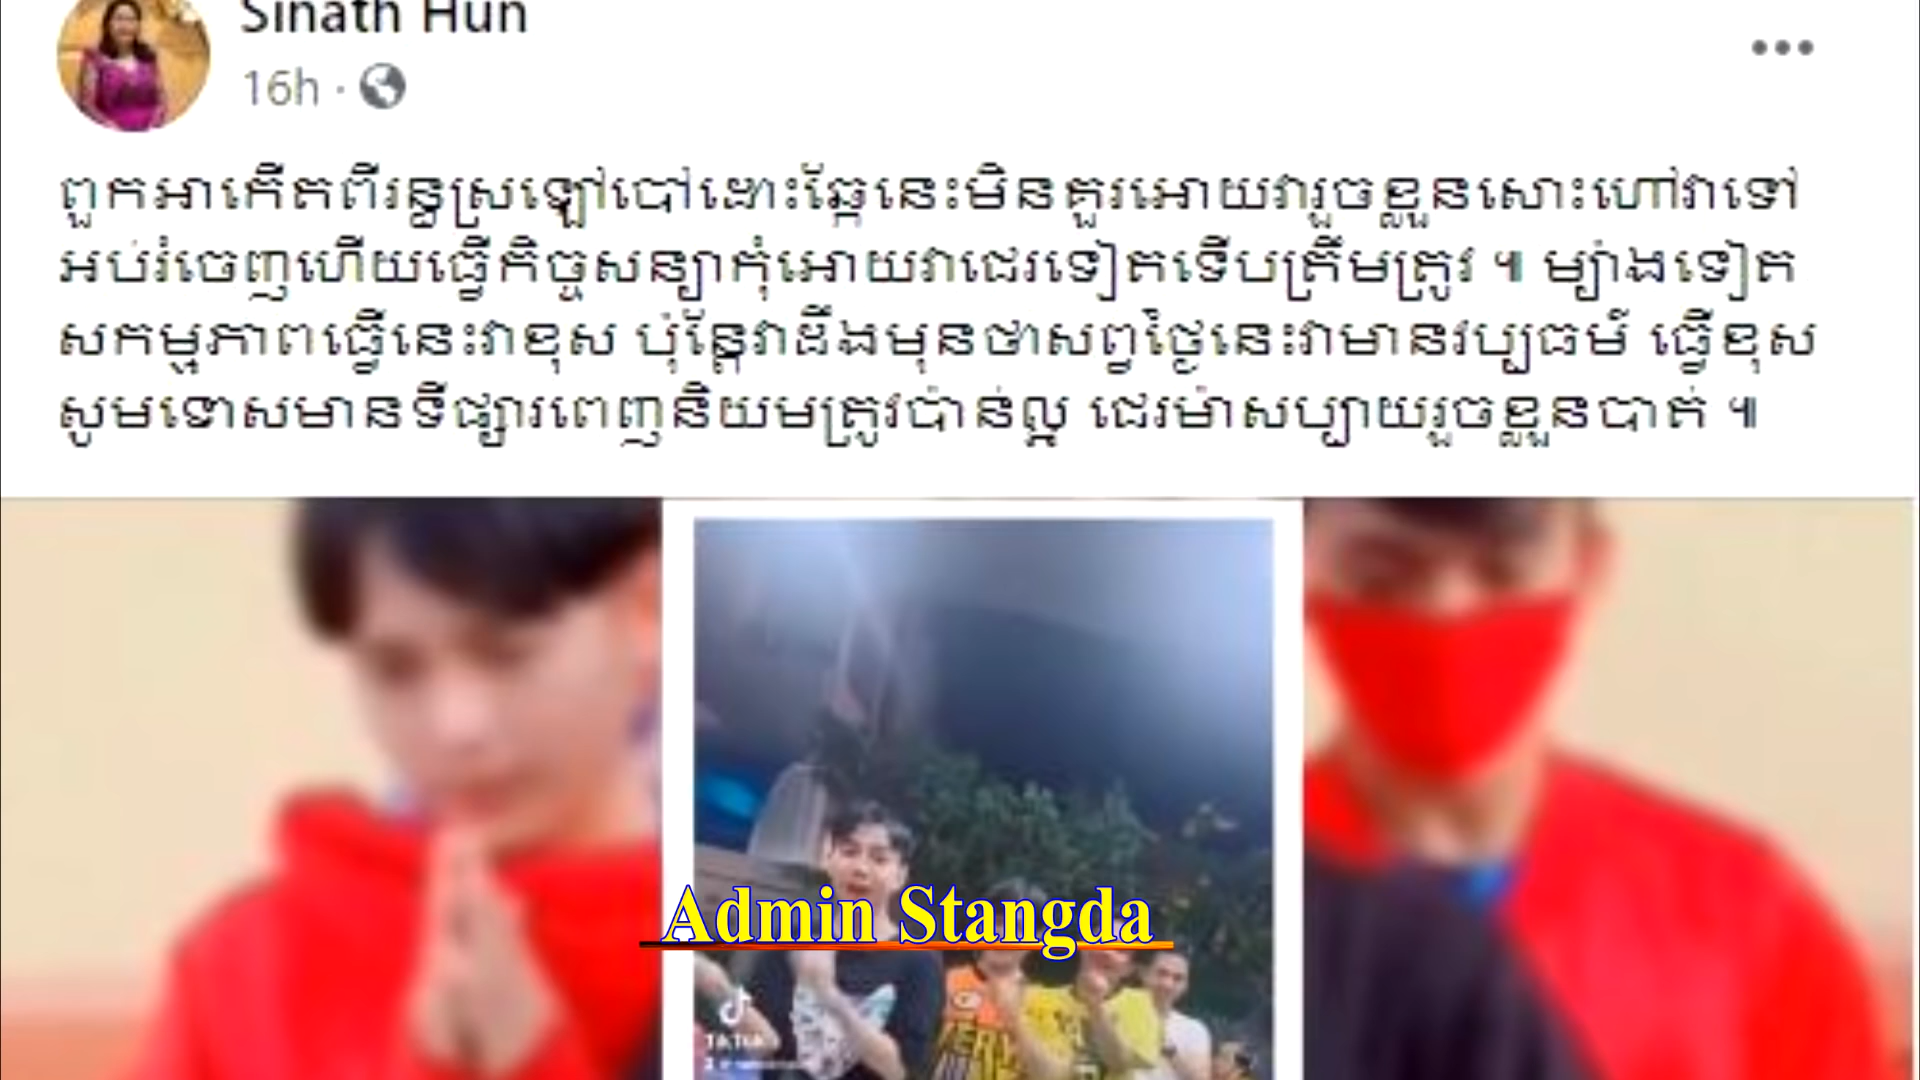 Sinath Hun
16h
ពួកអាកើតពីរន្ធស្រឡៅបៅដោះឆ្កែនេះមិនគួរអោយវារួចខ្លួនសោះហៅវាទៅ
អប់រំចេញហើយធ្វើកិច្ចសន្យាកុំអោយវាជេរទៀតទើបត្រឹមត្រូវ ៕ ម្យ៉ាងទៀត
សកម្មភាពធ្វើនេះវាខុស ប៉ុន្តែវាដឹងមុនថាសព្វថ្ងៃនេះវាមានវប្បធម៌ ធ្វើខុស
សូមទោសមានទីផ្សារពេញនិយមត្រូវប៉ាន់ល្អ ជេរម៉ាសប្បាយរួចខ្លួនបាត់ ៕
Admin Stangda
TikTok